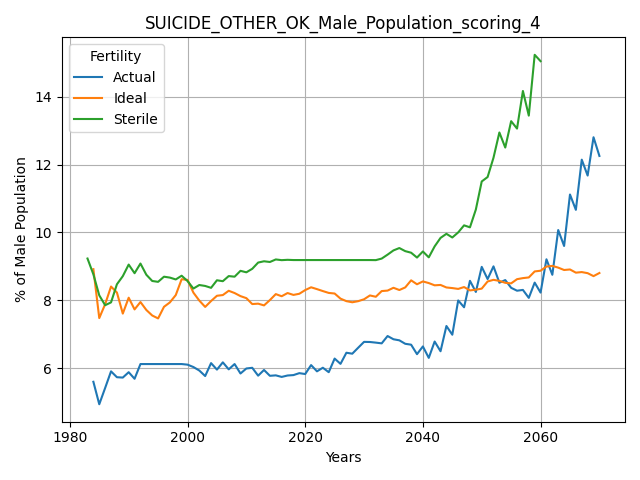 SUICIDE_OTHER_OK_Male_Population_scoring_4
Fertility
Actual
Ideal
Sterile
% of Male Population
14
12
10
8
6
1980
2000
2020
2040
2060
Years